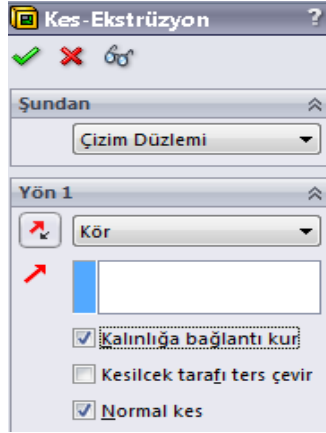 Kes-Ekstrüzyon ?
Şundan
Çizim Düzlemi
Yön 1
Kör
Kalınlığa bağlantı kur
Kesilcek tarafı ters çevir
Normal kes